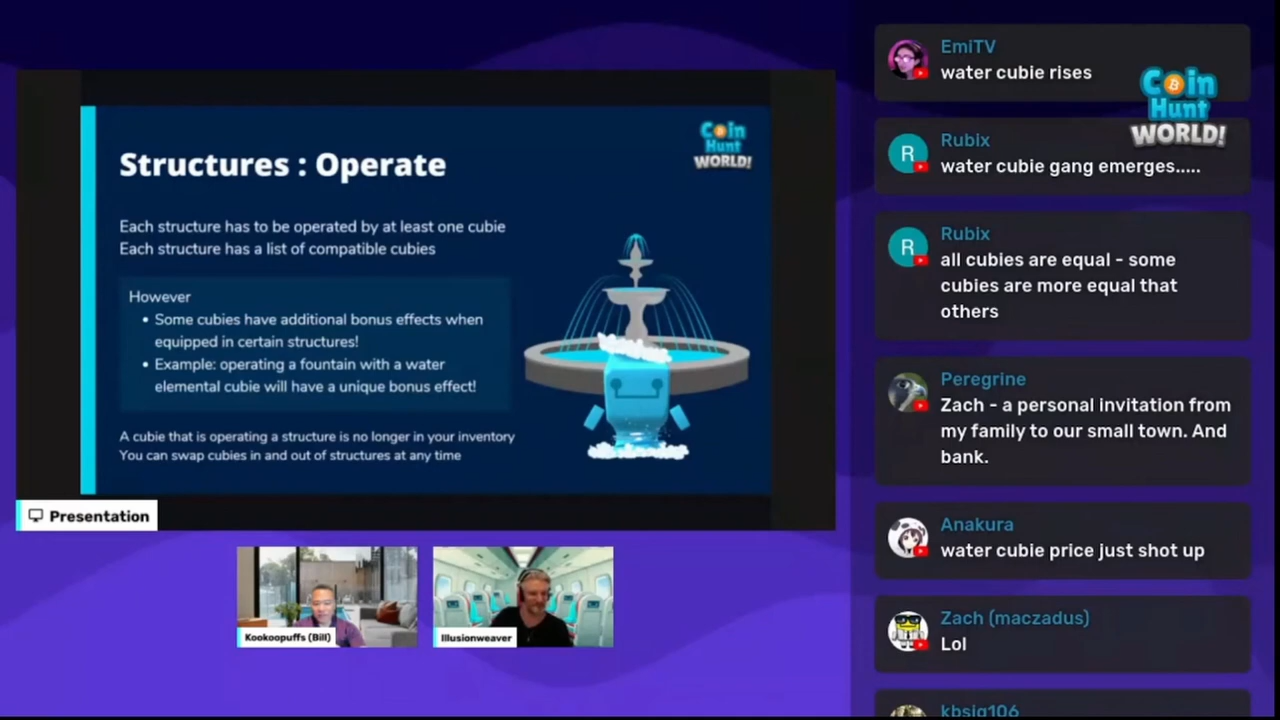 Coin
Hunt
WORLD!
Structures : Operate
Each structure has to be operated by at least one cubie
Each structure has a list of compatible cubies
However
• Some cubies have additional bonus effects when
equipped in certain structures!
• Example: operating a fountain with a water
elemental cubie will have a unique bonus effect!
A cubie that is operating a structure is no longer in your inventory
You can swap cubies in and out of structures at any time
Presentation
Kookoopuffs (Bill)
Illusionweaver
EmiTV
water cubie rises
Coin
Hunt
WORLD!
R
Rubix
water cubie gang emerges.....
R
Rubix
all cubies are equal - some
cubies are more equal that
others
Peregrine
Zach - a personal invitation from
my family to our small town. And
bank.
Anakura
water cubie price just shot up
Zach (maczadus)
Lol
kbsig106